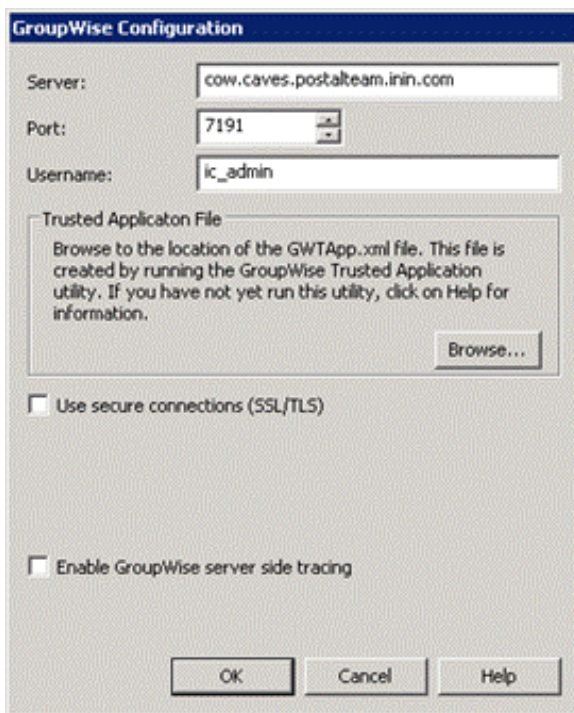 GroupWise Configuration
Server: cow.caves.postalteam.inin.com
Port: 7191
Username: ic_admin
Trusted Applicaton File
Browse to the location of the GWTApp.xml file. This file is
created by running the GroupWise Trusted Application
utility. If you have not yet run this utility, click on Help for
information.
Browse...
Use secure connections (SSL/TLS)
Enable GroupWise server side tracing
OK Cancel Help